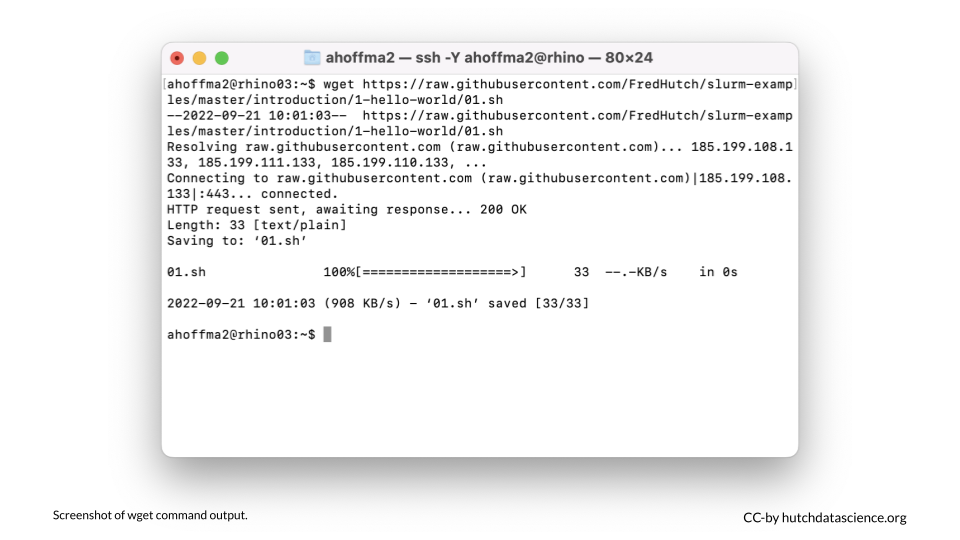 ahoffma2 — ssh -Y ahoffma2@rhino — 80×24
[ahoffma2@rhino03:~$ wget https://raw.githubusercontent.com/FredHutch/slurm-examp]
les/master/introduction/1-hello-world/01.sh
--2022-09-21 10:01:03--  https://raw.githubusercontent.com/FredHutch/slurm-examp
les/master/introduction/1-hello-world/01.sh
Resolving raw.githubusercontent.com (raw.githubusercontent.com)... 185.199.108.1
33, 185.199.111.133, 185.199.110.133, ...
Connecting to raw.githubusercontent.com (raw.githubusercontent.com)|185.199.108.
133|:443... connected.
HTTP request sent, awaiting response... 200 OK
Length: 33 [text/plain]
Saving to: ‘01.sh’
01.sh               100%[===================>]      33  --.-KB/s    in 0s
2022-09-21 10:01:03 (908 KB/s) - ‘01.sh’ saved [33/33]
ahoffma2@rhino03:~$
Screenshot of wget command output.
CC-by hutchdatascience.org